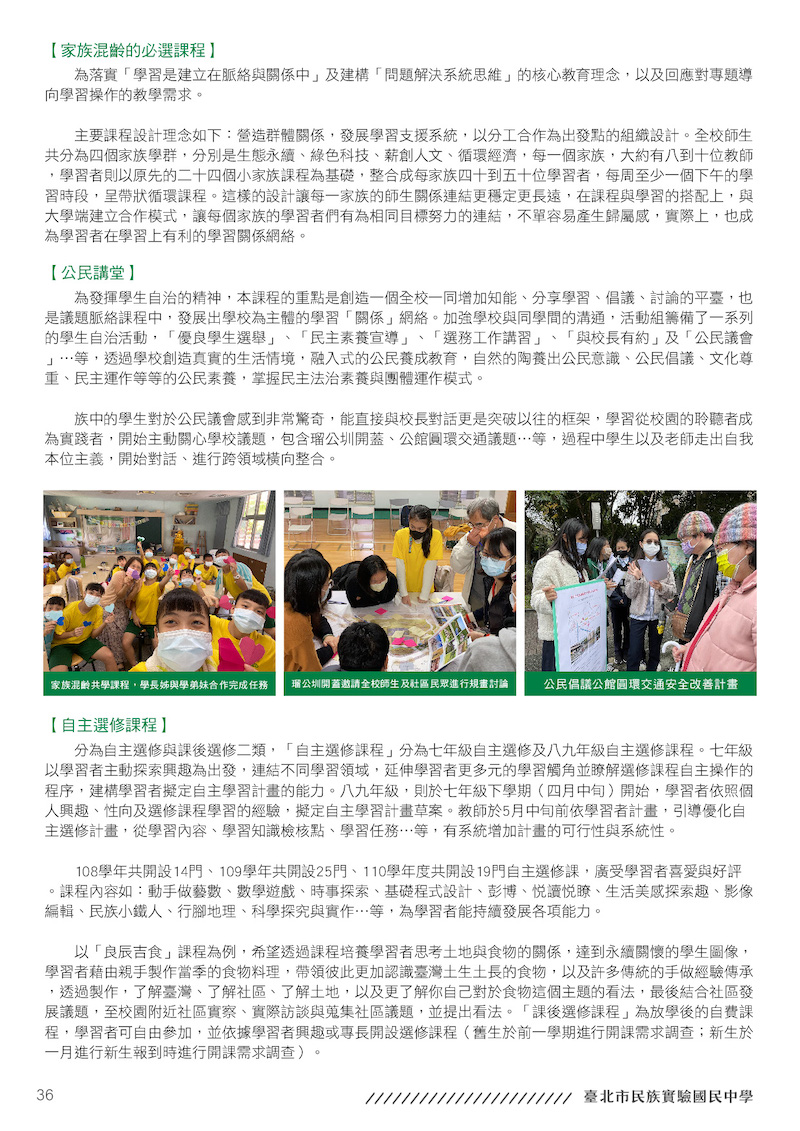 【家族混齡的必選課程】
為落實「學習是建立在脈絡與關係中」及建構「問題解決系統思維」的核心教育理念，以及回應對專題導
向學習操作的教學需求。
主要課程設計理念如下：營造群體關係，發展學習支援系統，以分工合作為出發點的組織設計。全校師生
共分為四個家族學群，分別是生態永續、綠色科技、薪創人文、循環經濟，每一個家族，大約有八到十位教師
，學習者則以原先的二十四個小家族課程為基礎，整合成每家族四十到五十位學習者，每周至少一個下午的學
習時段，呈帶狀循環課程。這樣的設計讓每一家族的師生關係連結更穩定更長遠，在課程與學習的搭配上，與
大學端建立合作模式，讓每個家族的學習者們有為相同目標努力的連結，不單容易產生歸屬感，實際上，也成
為學習者在學習上有利的學習關係網絡。
【公民講堂】
為發揮學生自治的精神，本課程的重點是創造一個全校一同增加知能、分享學習、倡議、討論的平臺，也
是議題脈絡課程中，發展出學校為主體的學習「關係」網絡。加強學校與同學間的溝通，活動組籌備了一系列
的學生自治活動，「優良學生選舉」、「民主素養宣導」、「選務工作講習」、「與校長有約」及「公民議會
」…等，透過學校創造真實的生活情境，融入式的公民養成教育，自然的陶養出公民意識、公民倡議、文化尊
重、民主運作等等的公民素養，掌握民主法治素養與團體運作模式。
族中的學生對於公民議會感到非常驚奇，能直接與校長對話更是突破以往的框架，學習從校園的聆聽者成
為實踐者，開始主動關心學校議題，包含瑠公圳開蓋、公館圓環交通議題…等，過程中學生以及老師走出自我
本位主義，開始對話、進行跨領域橫向整合。
家族混齡共學課程，學長姊與學弟妹合作完成任務
瑠公圳開蓋邀請全校師生及社區民眾進行規畫討論
公民倡議公館圓環交通安全改善計畫
【自主選修課程】
分為自主選修與課後選修二類，「自主選修課程」分為七年級自主選修及八九年級自主選修課程。七年級
以學習者主動探索興趣為出發，連結不同學習領域，延伸學習者更多元的學習觸角並瞭解選修課程自主操作的
程序，建構學習者擬定自主學習計畫的能力。八九年級，則於七年級下學期（四月中旬）開始，學習者依照個
人興趣、性向及選修課程學習的經驗，擬定自主學習計畫草案。教師於5月中旬前依學習者計畫，引導優化自
主選修計畫，從學習內容、學習知識檢核點、學習任務…等，有系統增加計畫的可行性與系統性。
108學年共開設14門、109學年共開設25門、110學年度共開設19門自主選修課，廣受學習者喜愛與好評
。課程內容如：動手做藝數、數學遊戲、時事探索、基礎程式設計、彭博、悅讀悅瞭、生活美感探索趣、影像
編輯、民族小鐵人、行腳地理、科學探究與實作…等，為學習者能持續發展各項能力。
以「良辰吉食」課程為例，希望透過課程培養學習者思考土地與食物的關係，達到永續關懷的學生圖像，
學習者藉由親手製作當季的食物料理，帶領彼此更加認識臺灣土生土長的食物，以及許多傳統的手做經驗傳承
，透過製作，了解臺灣、了解社區、了解土地，以及更了解你自己對於食物這個主題的看法，最後結合社區發
展議題，至校園附近社區實察、實際訪談與蒐集社區議題，並提出看法。「課後選修課程」為放學後的自費課
程，學習者可自由參加，並依據學習者興趣或專長開設選修課程（舊生於前一學期進行開課需求調查；新生於
一月進行新生報到時進行開課需求調查）。
36
臺北市民族實驗國民中學